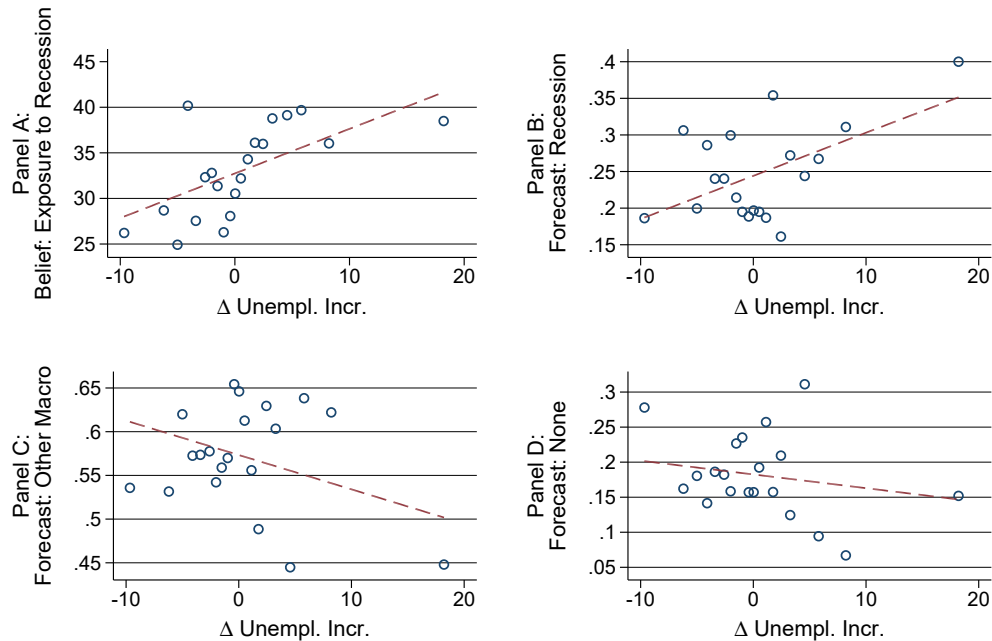 Panel A:
Belief: Exposure to Recession
45
40
35
30
25
-10 0 10 20
Δ Unempl. Incr.
Panel B:
Forecast: Recession
.4
.35
.3
.25
.2
.15
-10 0 10 20
Δ Unempl. Incr.
Panel C:
Forecast: Other Macro
.65
.6
.55
.5
.45
-10 0 10 20
Δ Unempl. Incr.
Panel D:
Forecast: None
.3
.25
.2
.15
.1
.05
-10 0 10 20
Δ Unempl. Incr.